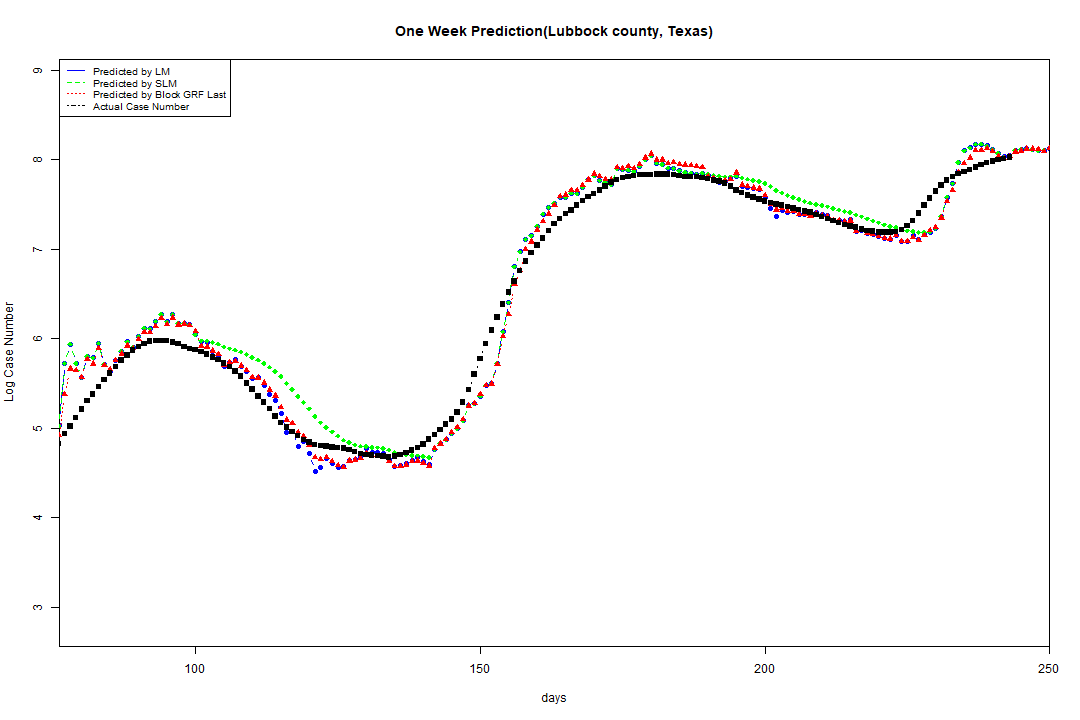 One Week Prediction(Lubbock county, Texas)
Predicted by LM
Predicted by SLM
Predicted by Block GRF Last
Actual Case Number
9
8
7
6
5
4
3
Log Case Number
100 150 200 250
days